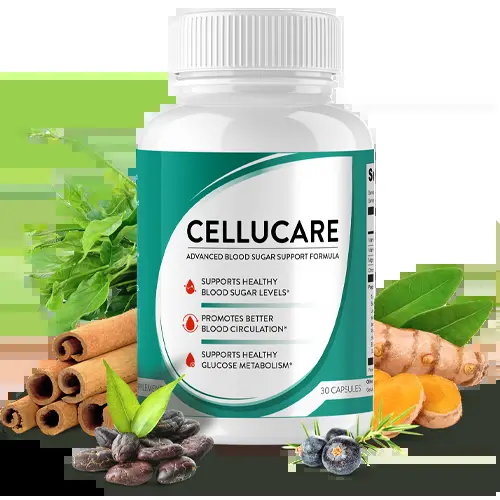 CELLUCARE
ADVANCED BLOOD SUGAR SUPPORT FORMULA
SUPPORTS HEALTHY
BLOOD SUGAR LEVELS*
PROMOTES BETTER
BLOOD CIRCULATION*
SUPPORTS HEALTHY
GLUCOSE METABOLISM*
30 CAPSULES